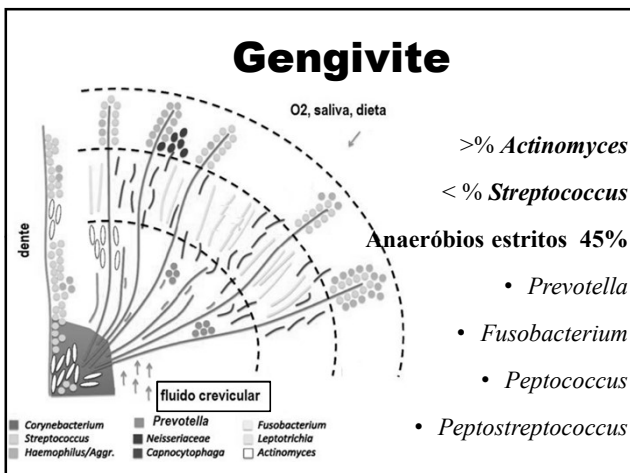 Gengivite
O2, saliva, dieta
>% Actinomyces
< % Streptococcus
Anaeróbios estritos 45%
• Prevotella
• Fusobacterium
• Peptococcus
• Peptostreptococcus
dente
fluido crevicular
Corynebacterium
Streptococcus
Haemophilus/Aggr.
Prevotella
Neisseriaceae
Capnocytophaga
Fusobacterium
Leptotrichia
Actinomyces